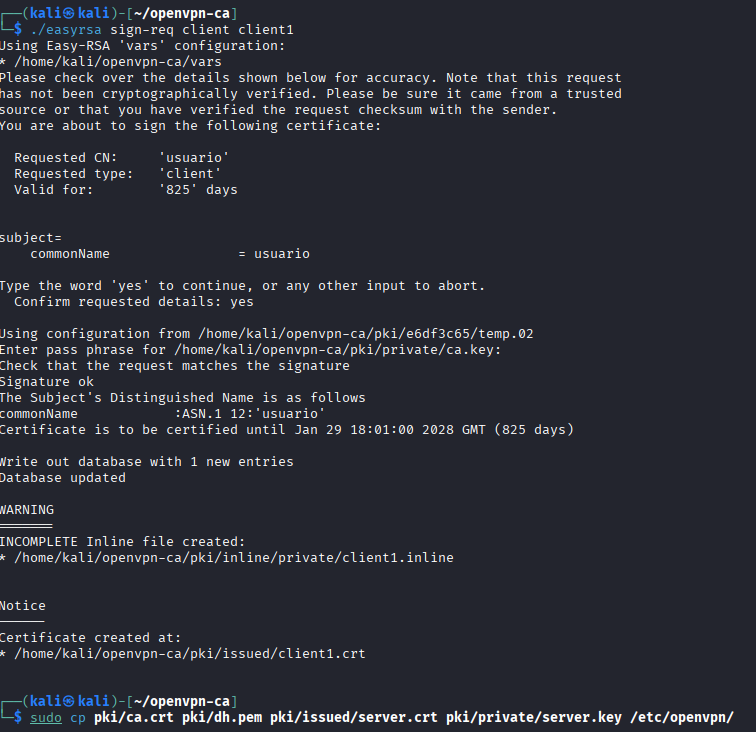 ┌──(kali㉿kali)-[~/openvpn-ca]
└─$ ./easyrsa sign-req client client1
Using Easy-RSA 'vars' configuration:
* /home/kali/openvpn-ca/vars
Please check over the details shown below for accuracy. Note that this request
has not been cryptographically verified. Please be sure it came from a trusted
source or that you have verified the request checksum with the sender.
You are about to sign the following certificate:

  Requested CN:     'usuario'
  Requested type:   'client'
  Valid for:        '825' days


subject=
    commonName                = usuario

Type the word 'yes' to continue, or any other input to abort.
  Confirm requested details: yes

Using configuration from /home/kali/openvpn-ca/pki/e6df3c65/temp.02
Enter pass phrase for /home/kali/openvpn-ca/pki/private/ca.key:
Check that the request matches the signature
Signature ok
The Subject's Distinguished Name is as follows
commonName            :ASN.1 12:'usuario'
Certificate is to be certified until Jan 29 18:01:00 2028 GMT (825 days)

Write out database with 1 new entries
Database updated

WARNING
=======
INCOMPLETE Inline file created:
* /home/kali/openvpn-ca/pki/inline/private/client1.inline


Notice
------
Certificate created at:
* /home/kali/openvpn-ca/pki/issued/client1.crt


┌──(kali㉿kali)-[~/openvpn-ca]
└─$ sudo cp pki/ca.crt pki/dh.pem pki/issued/server.crt pki/private/server.key /etc/openvpn/